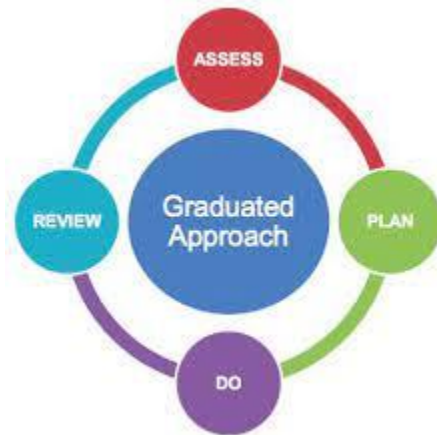 ASSESS
REVIEW
Graduated
Approach
PLAN
DO